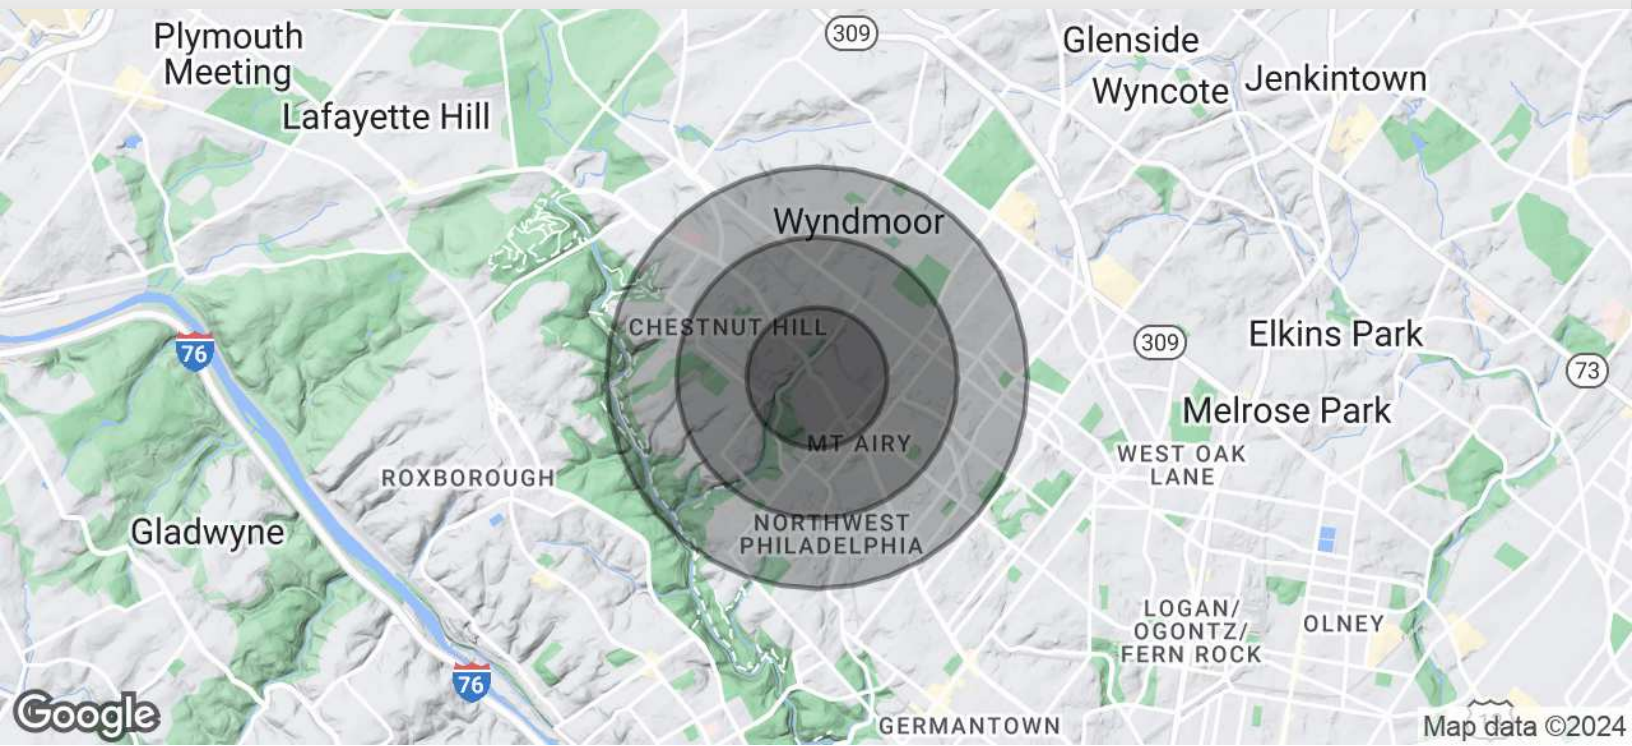 309
Plymouth
Meeting
Glenside
Wyncote
Jenkintown
Lafayette Hill
Wyndmoor
CHESTNUT HILL
76
309
Elkins Park
73
Melrose Park
MT AIRY
WEST OAK
LANE
ROXBOROUGH
Gladwyne
NORTHWEST
PHILADELPHIA
LOGAN/
OGONTZ/
FERN ROCK
OLNEY
76
Google
GERMANTOWN
Map data ©2024